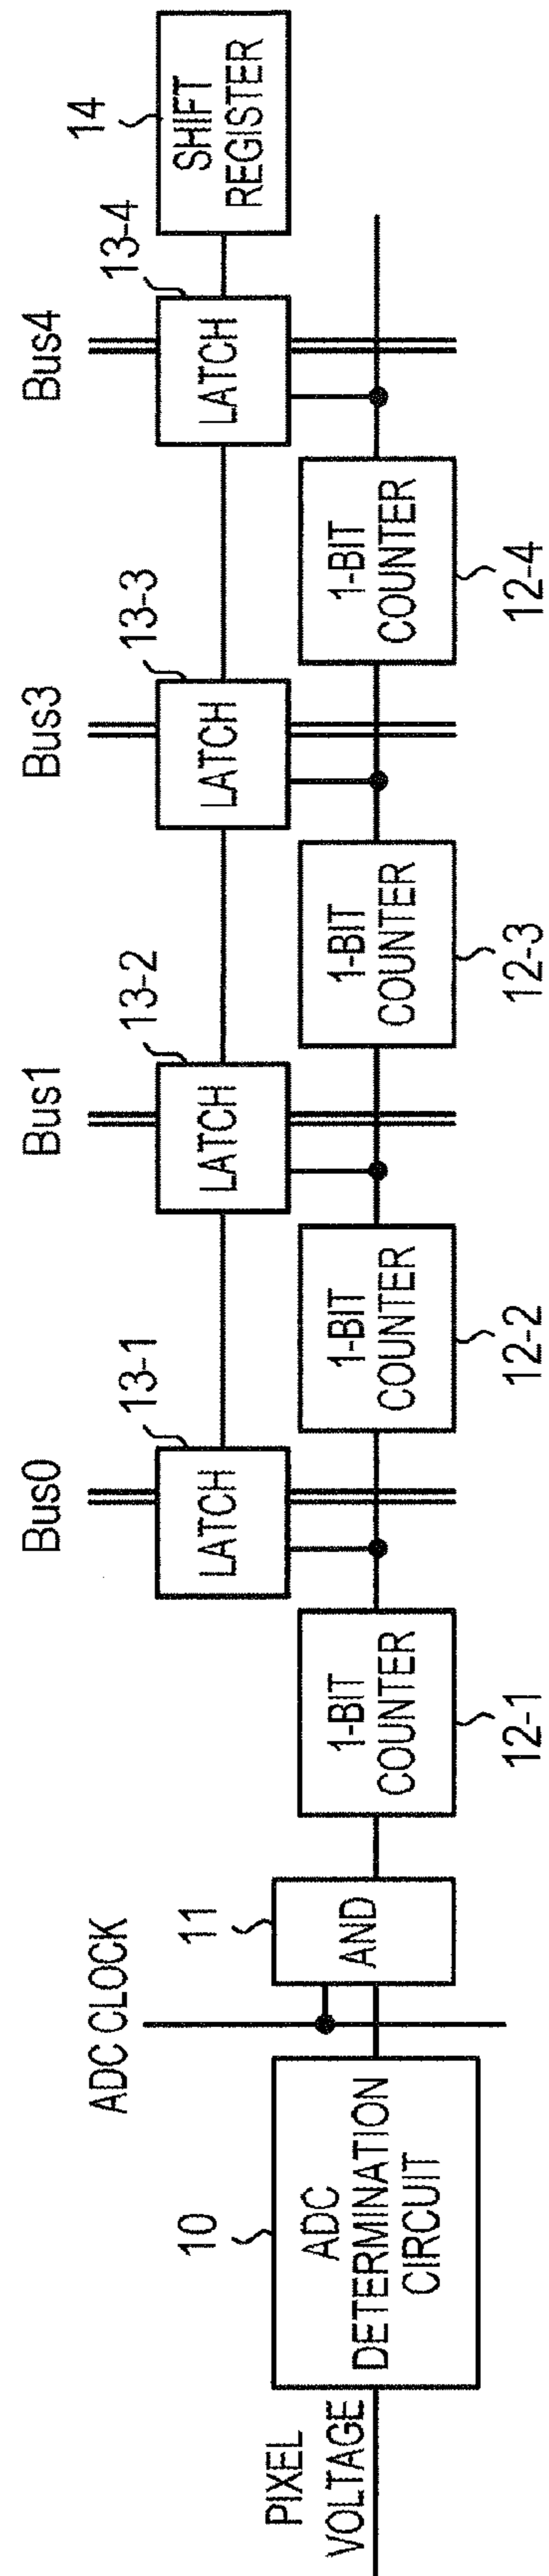 PIXEL
VOLTAGE
10
ADC
DETERMINATION
CIRCUIT
ADC CLOCK
11
AND
1-BIT
COUNTER
12-1
Bus0
13-1
LATCH
1-BIT
COUNTER
12-2
Bus1
13-2
LATCH
1-BIT
COUNTER
12-3
Bus3
13-3
LATCH
1-BIT
COUNTER
12-4
Bus4
13-4
LATCH
14
SHIFT
REGISTER